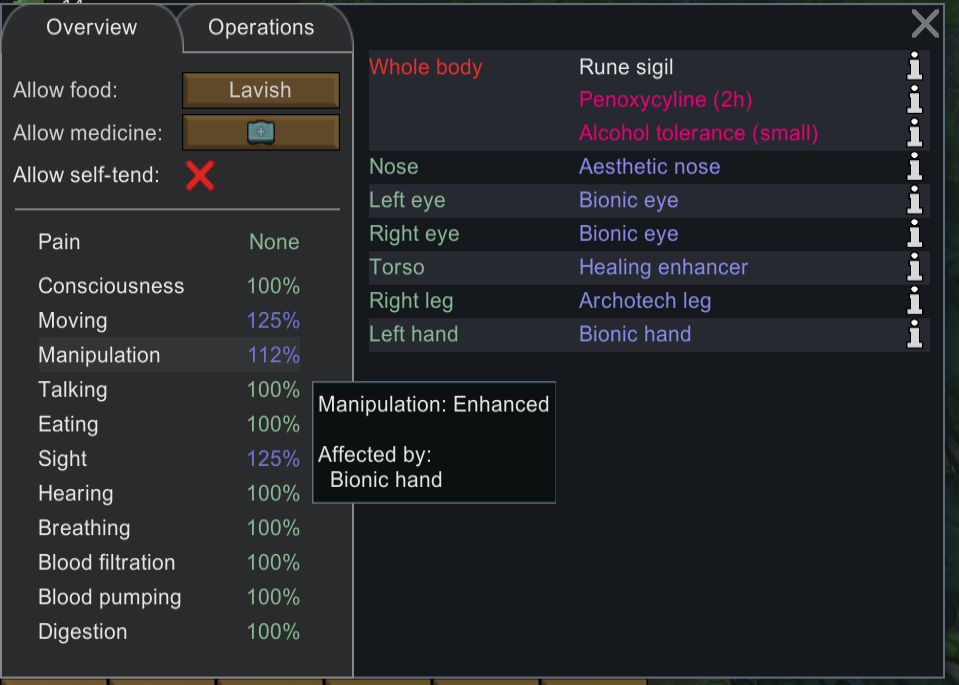 Overview Operations
Allow food: Lavish
Allow medicine:
Allow self-tend:
Pain None
Consciousness 100%
Moving 125%
Manipulation 112%
Talking 100%
Eating 100%
Sight 125%
Hearing 100%
Breathing 100%
Blood filtration 100%
Blood pumping 100%
Digestion 100%
Whole body Rune sigil
Penoxycyline (2h)
Alcohol tolerance (small)
Nose Aesthetic nose
Left eye Bionic eye
Right eye Bionic eye
Torso Healing enhancer
Right leg Archotech leg
Left hand Bionic hand
Manipulation: Enhanced
Affected by:
Bionic hand